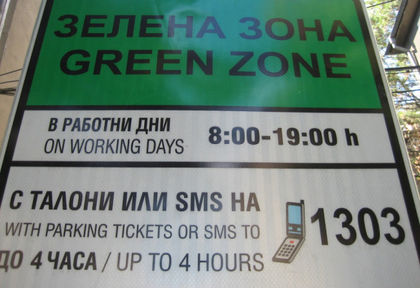 ЗЕЛЕНА ЗОНА
GREEN ZONE
В РАБОТНИ ДНИ
ON WORKING DAYS 8:00-19:00 h
С ТАЛОНИ ИЛИ SMS НА
WITH PARKING TICKETS OR SMS TO 1303
ДО 4 ЧАСА / UP TO 4 HOURS